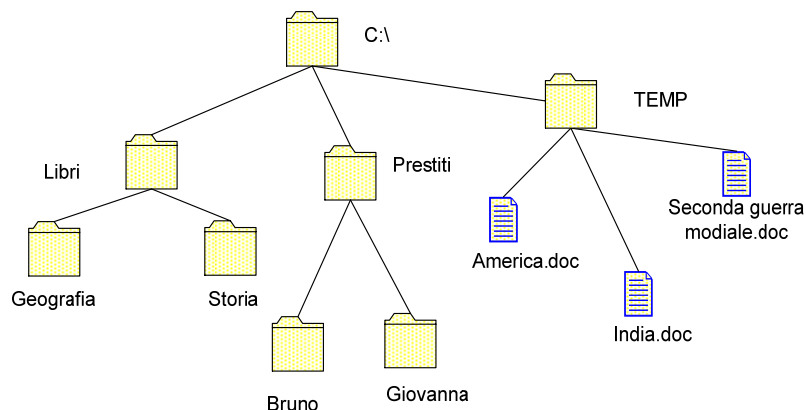 C:\
TEMP
Libri
Prestiti
Seconda guerra
modiale.doc
America.doc
Geografia
Storia
India.doc
Bruno
Giovanna